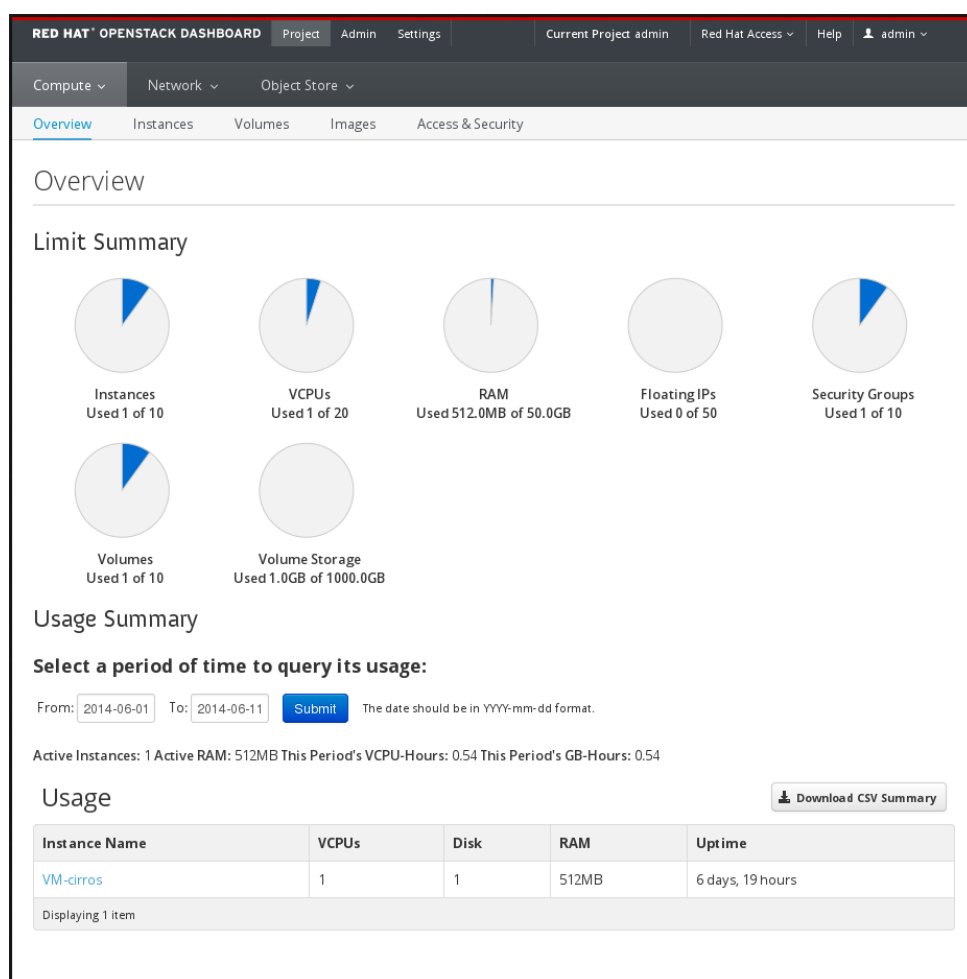 RED HAT® OPENSTACK DASHBOARD Project Admin Settings Current Project admin Red Hat Access Help admin
Compute Network Object Store
Overview Instances Volumes Images Access & Security
Overview
Limit Summary
Instances VCPUs RAM Floating IPs Security Groups
Used 1 of 10 Used 1 of 20 Used 512.0MB of 50.0GB Used 0 of 50 Used 1 of 10
Volumes Volume Storage
Used 1 of 10 Used 1.0GB of 1000.0GB
Usage Summary
Select a period of time to query its usage:
From: 2014-06-01 To: 2014-06-11 Submit The date should be in YYYY-mm-dd format.
Active Instances: 1 Active RAM: 512MB This Period's VCPU-Hours: 0.54 This Period's GB-Hours: 0.54
Usage Download CSV Summary
Instance Name VCPUs Disk RAM Uptime
VM-cirros 1 1 512MB 6 days, 19 hours
Displaying 1 item